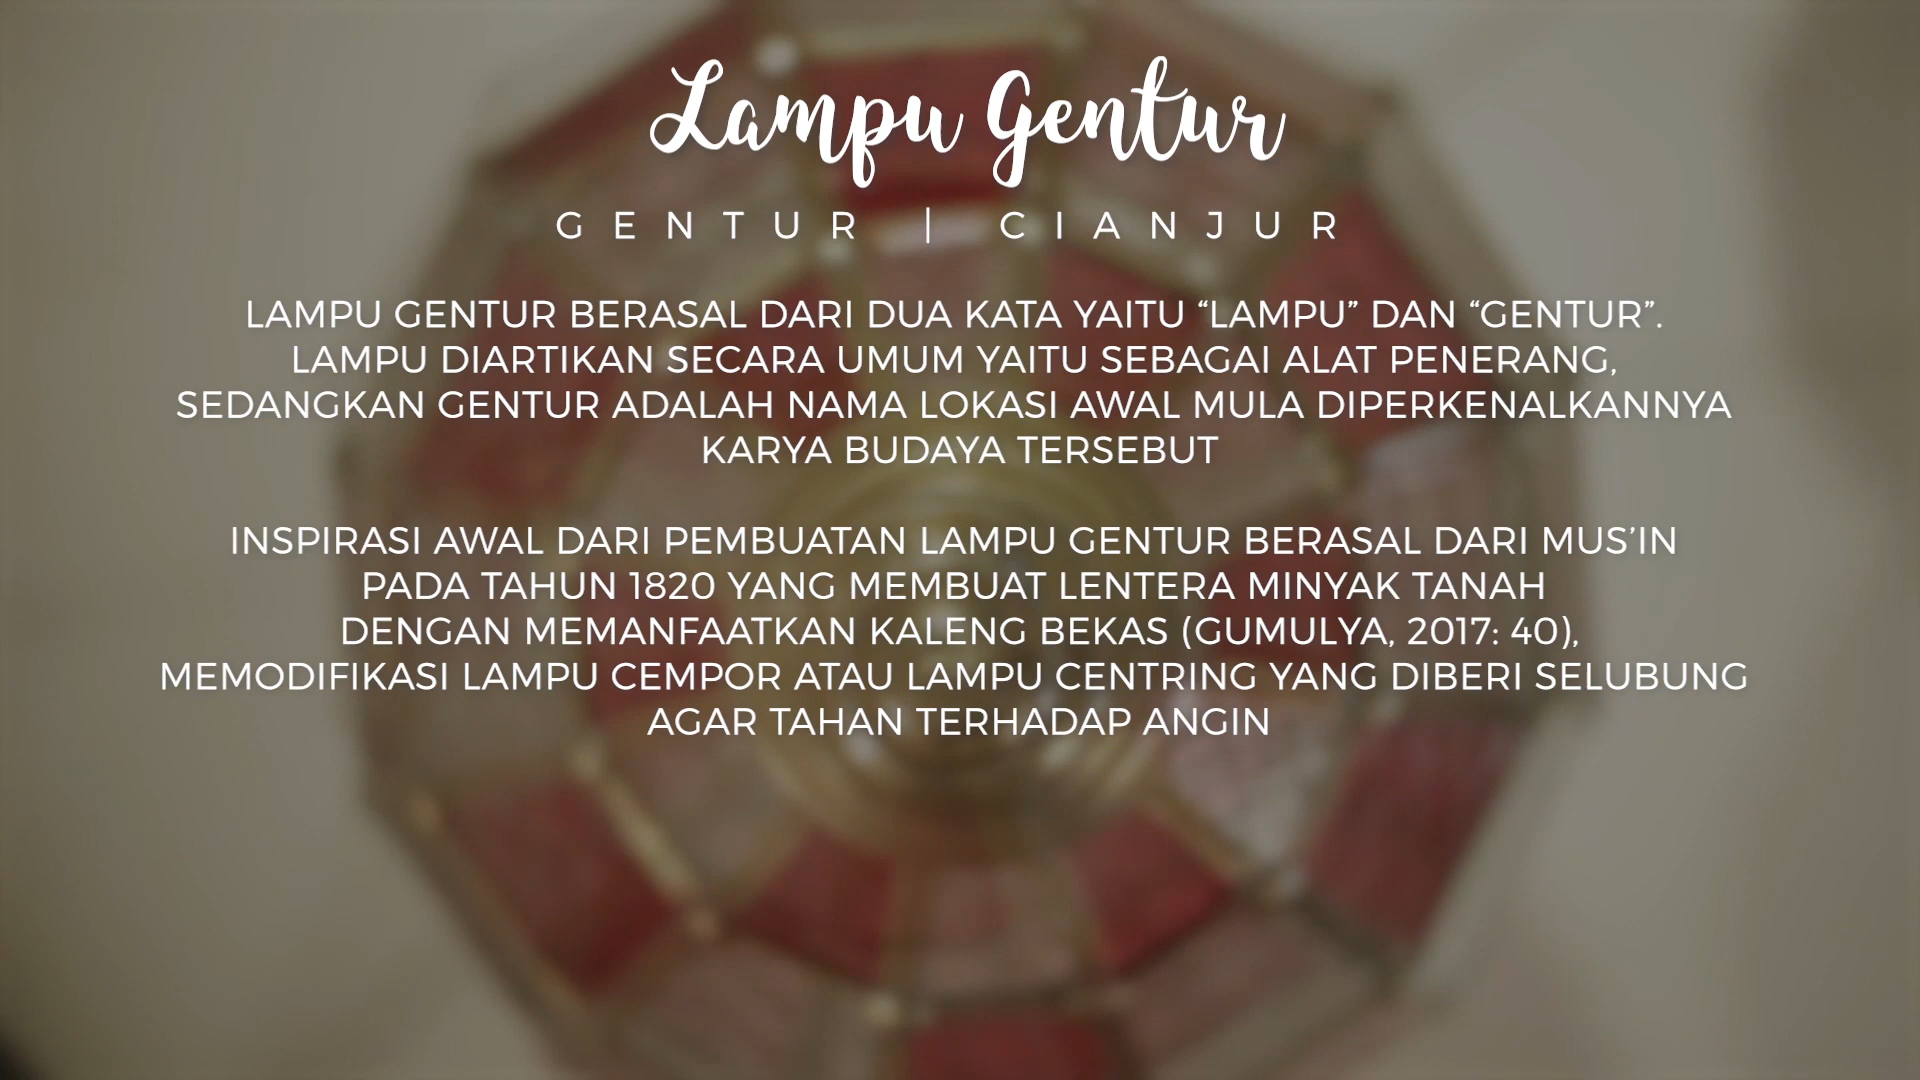 Lampu Gentur
GENTUR | CIANJUR
LAMPU GENTUR BERASAL DARI DUA KATA YAITU “LAMPU” DAN “GENTUR”.
LAMPU DIARTIKAN SECARA UMUM YAITU SEBAGAI ALAT PENERANG,
SEDANGKAN GENTUR ADALAH NAMA LOKASI AWAL MULA DIPERKENALKANNYA
KARYA BUDAYA TERSEBUT
INSPIRASI AWAL DARI PEMBUATAN LAMPU GENTUR BERASAL DARI MUS’IN
PADA TAHUN 1820 YANG MEMBUAT LENTERA MINYAK TANAH
DENGAN MEMANFAATKAN KALENG BEKAS (GUMULYA, 2017: 40),
MEMODIFIKASI LAMPU CEMPOR ATAU LAMPU CENTRING YANG DIBERI SELUBUNG
AGAR TAHAN TERHADAP ANGIN